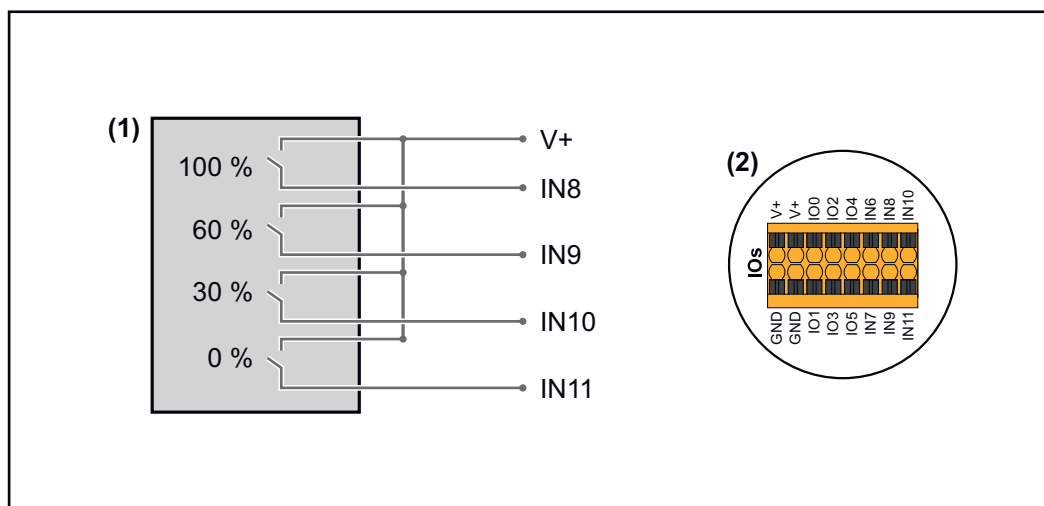 (1)
100 %
60 %
30 %
0 %
V+
IN8
IN9
IN10
IN11
(2)
IOs
V+ V+ IO0 IO2 IO4 IN6 IN8 IN10
GND GND IO1 IO3 IO5 IN7 IN9 IN11